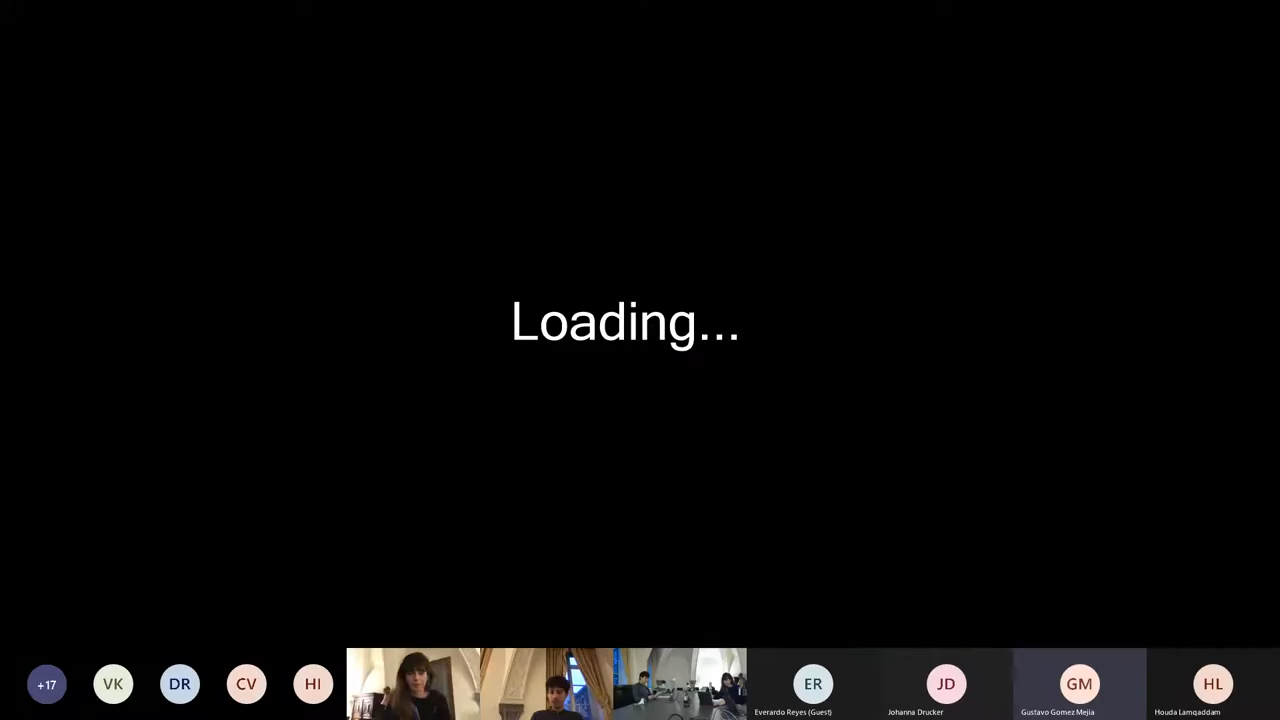 Loading...
+17
VK
DR
CV
HI
ER
JD
GM
HL
Everardo Reyes (Guest)
Johanna Drucker
Gustavo Gomez Mejia
Houda Lamqaddam